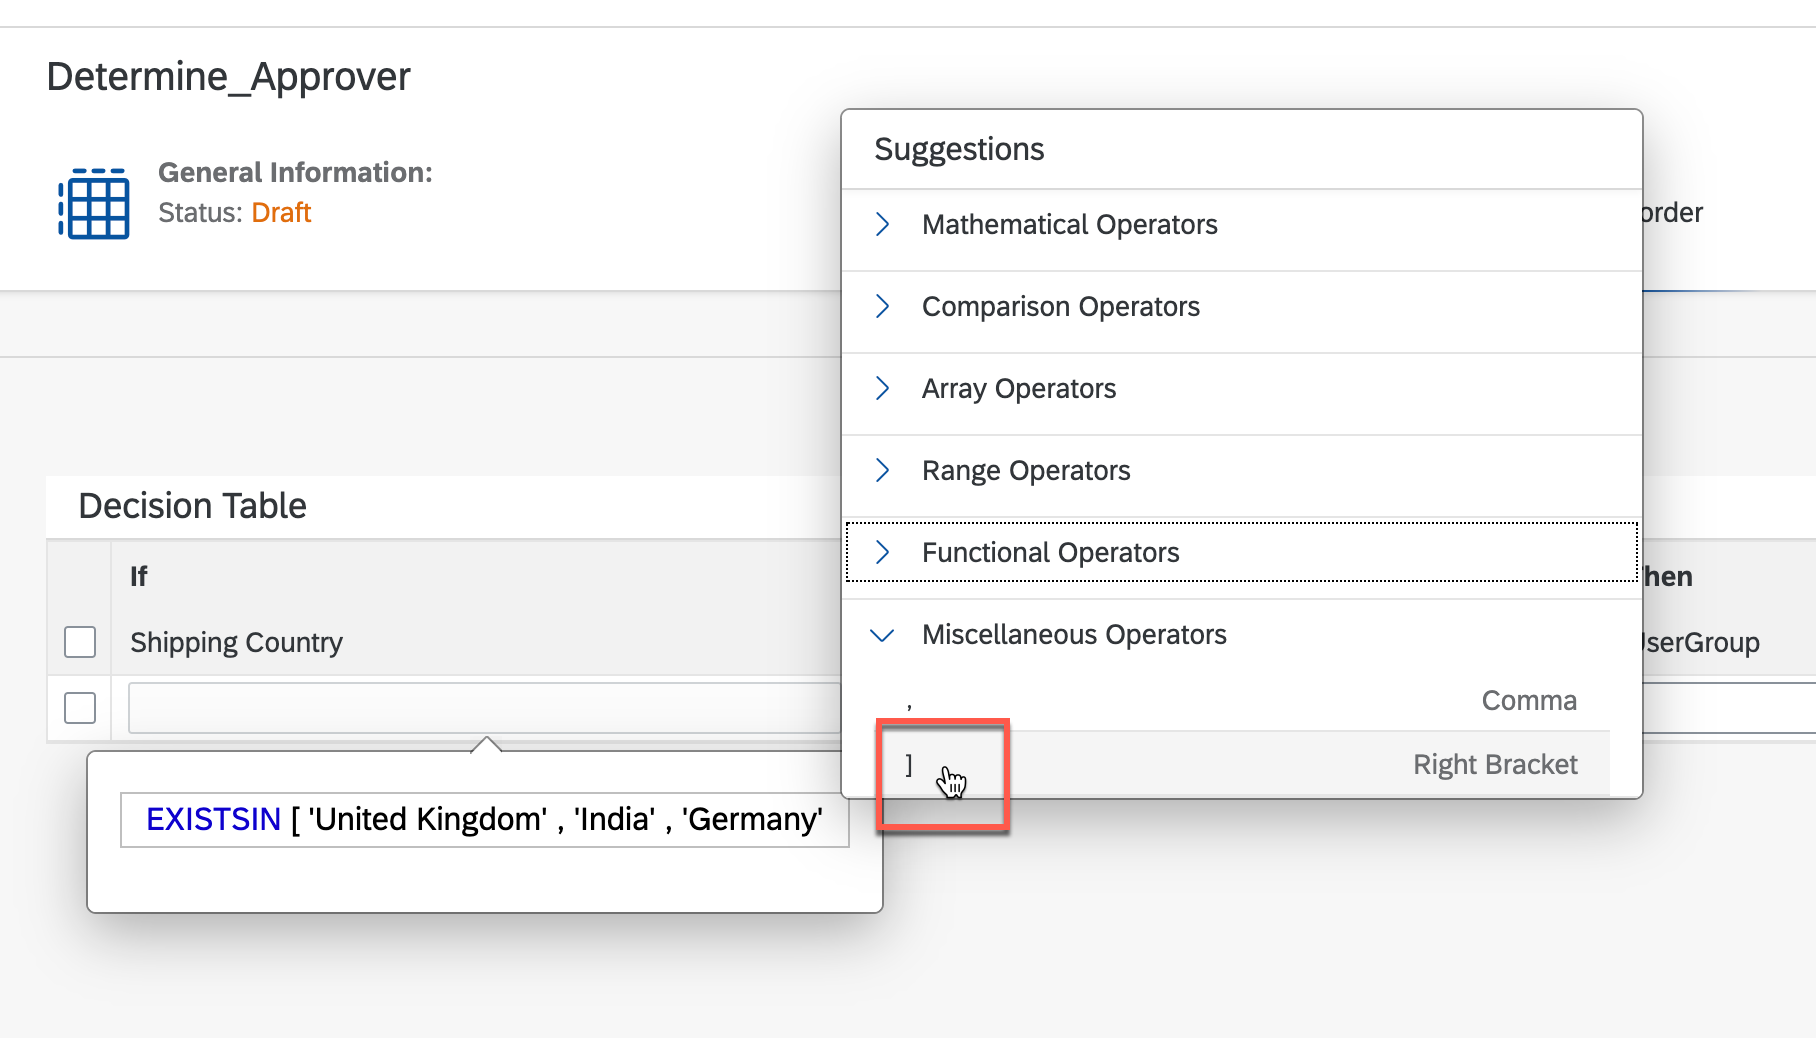 Determine_Approver
General Information:
Status: Draft
order
Suggestions
Mathematical Operators
Comparison Operators
Array Operators
Range Operators
Functional Operators
Miscellaneous Operators
, Comma
] Right Bracket
Decision Table
If
hen
Shipping Country
serGroup
EXISTSIN [ 'United Kingdom' , 'India' , 'Germany'